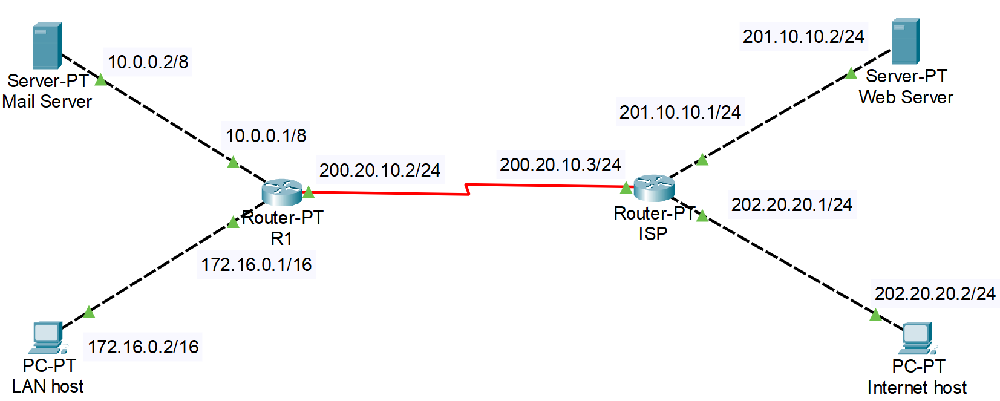 201.10.10.2/24
10.0.0.2/8
Server-PT
Mail Server
Server-PT
Web Server
201.10.10.1/24
10.0.0.1/8
200.20.10.2/24
200.20.10.3/24
Router-PT
R1
Router-PT
ISP
202.20.20.1/24
172.16.0.1/16
202.20.20.2/24
172.16.0.2/16
PC-PT
LAN host
PC-PT
Internet host